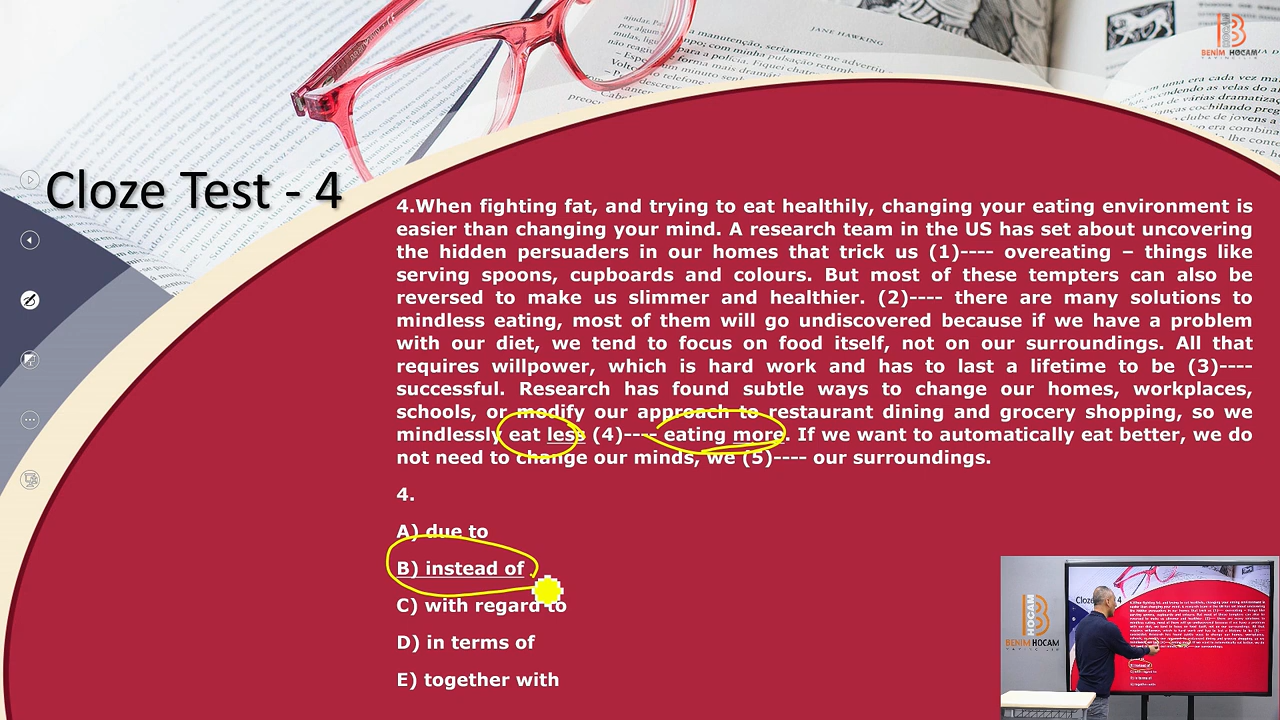 JANE HAWKING
BENİM HOCAM
YAYINCILIK
Cloze Test - 4
4.When fighting fat, and trying to eat healthily, changing your eating environment is
easier than changing your mind. A research team in the US has set about uncovering
the hidden persuaders in our homes that trick us (1)---- overeating – things like
serving spoons, cupboards and colours. But most of these tempters can also be
reversed to make us slimmer and healthier. (2)---- there are many solutions to
mindless eating, most of them will go undiscovered because if we have a problem
with our diet, we tend to focus on food itself, not on our surroundings. All that
requires willpower, which is hard work and has to last a lifetime to be (3)----
successful. Research has found subtle ways to change our homes, workplaces,
schools, or modify our approach to restaurant dining and grocery shopping, so we
mindlessly eat less (4)---- eating more. If we want to automatically eat better, we do
not need to change our minds, we (5)---- our surroundings.
4.
A) due to
B) instead of
C) with regard to
D) in terms of
E) together with
BENİM
HOCAM